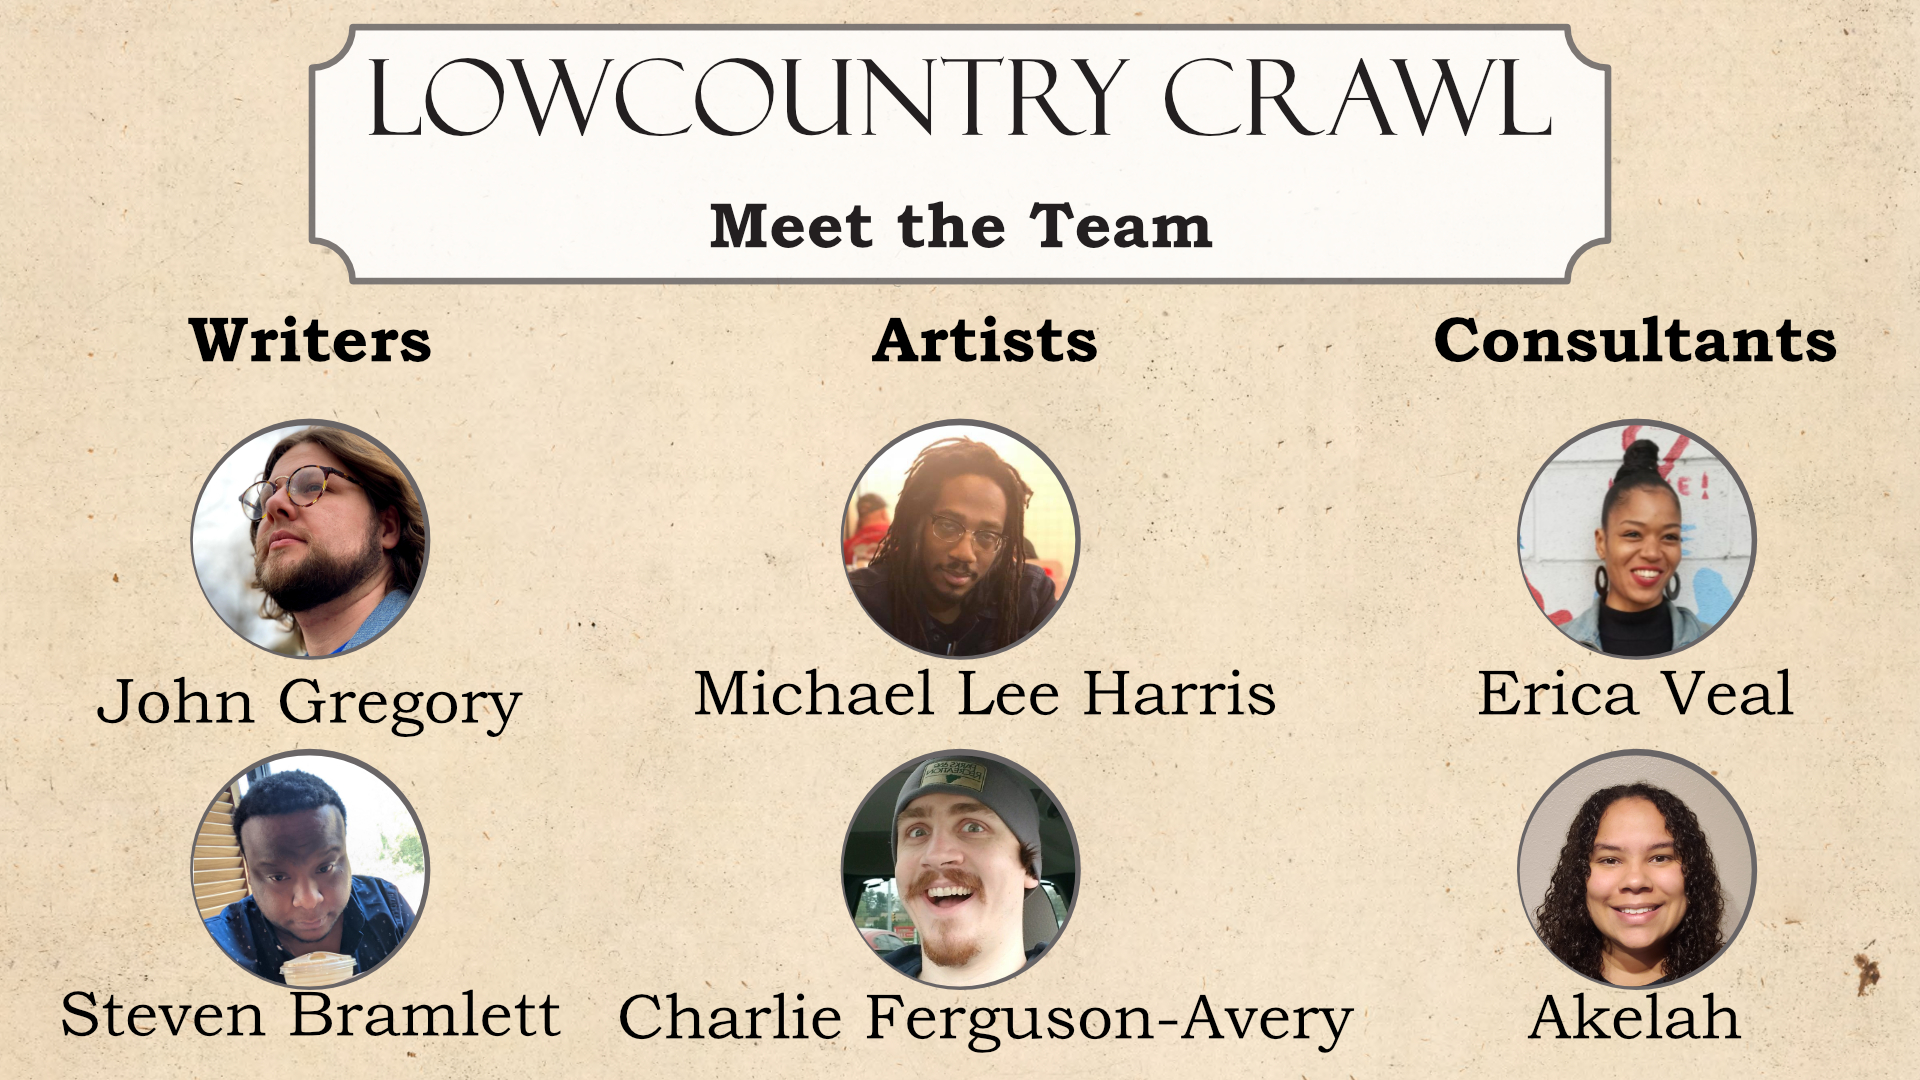 LOWCOUNTRY CRAWL
Meet the Team
Writers
Artists
Consultants
John Gregory
Michael Lee Harris
Erica Veal
RECREATION
Steven Bramlett
Charlie Ferguson-Avery
Akelah